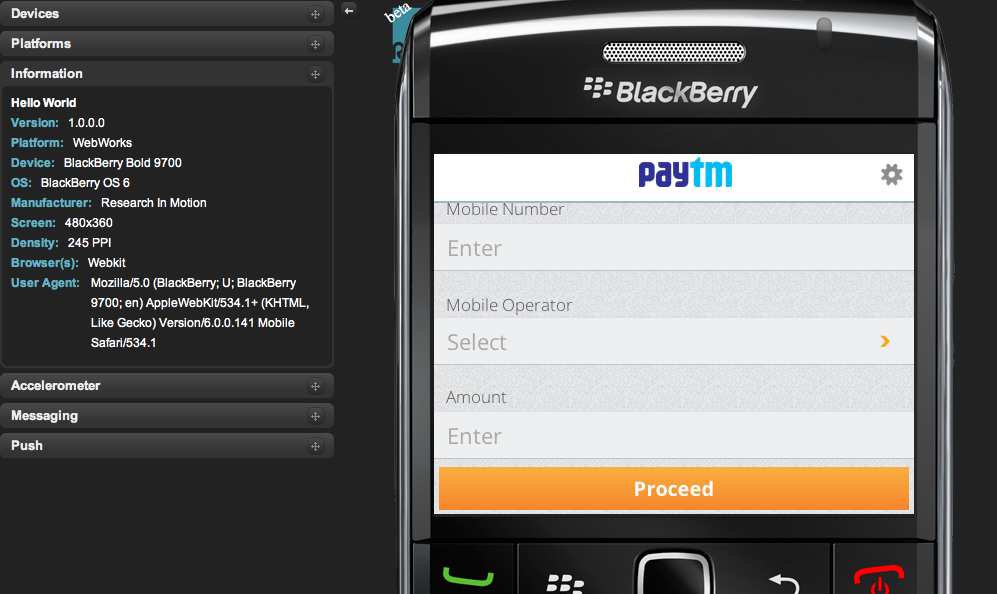 Devices
Platforms
Information
Hello World
Version: 1.0.0.0
Platform: WebWorks
Device: BlackBerry Bold 9700
OS: BlackBerry OS 6
Manufacturer: Research In Motion
Screen: 480x360
Density: 245 PPI
Browser(s): Webkit
User Agent: Mozilla/5.0 (BlackBerry; U; BlackBerry
9700; en) AppleWebKit/534.1+ (KHTML,
Like Gecko) Version/6.0.0.141 Mobile
Safari/534.1
Accelerometer
Messaging
Push
bēta
BlackBerry
paytm
Mobile Number
Enter
Mobile Operator
Select
Amount
Enter
Proceed